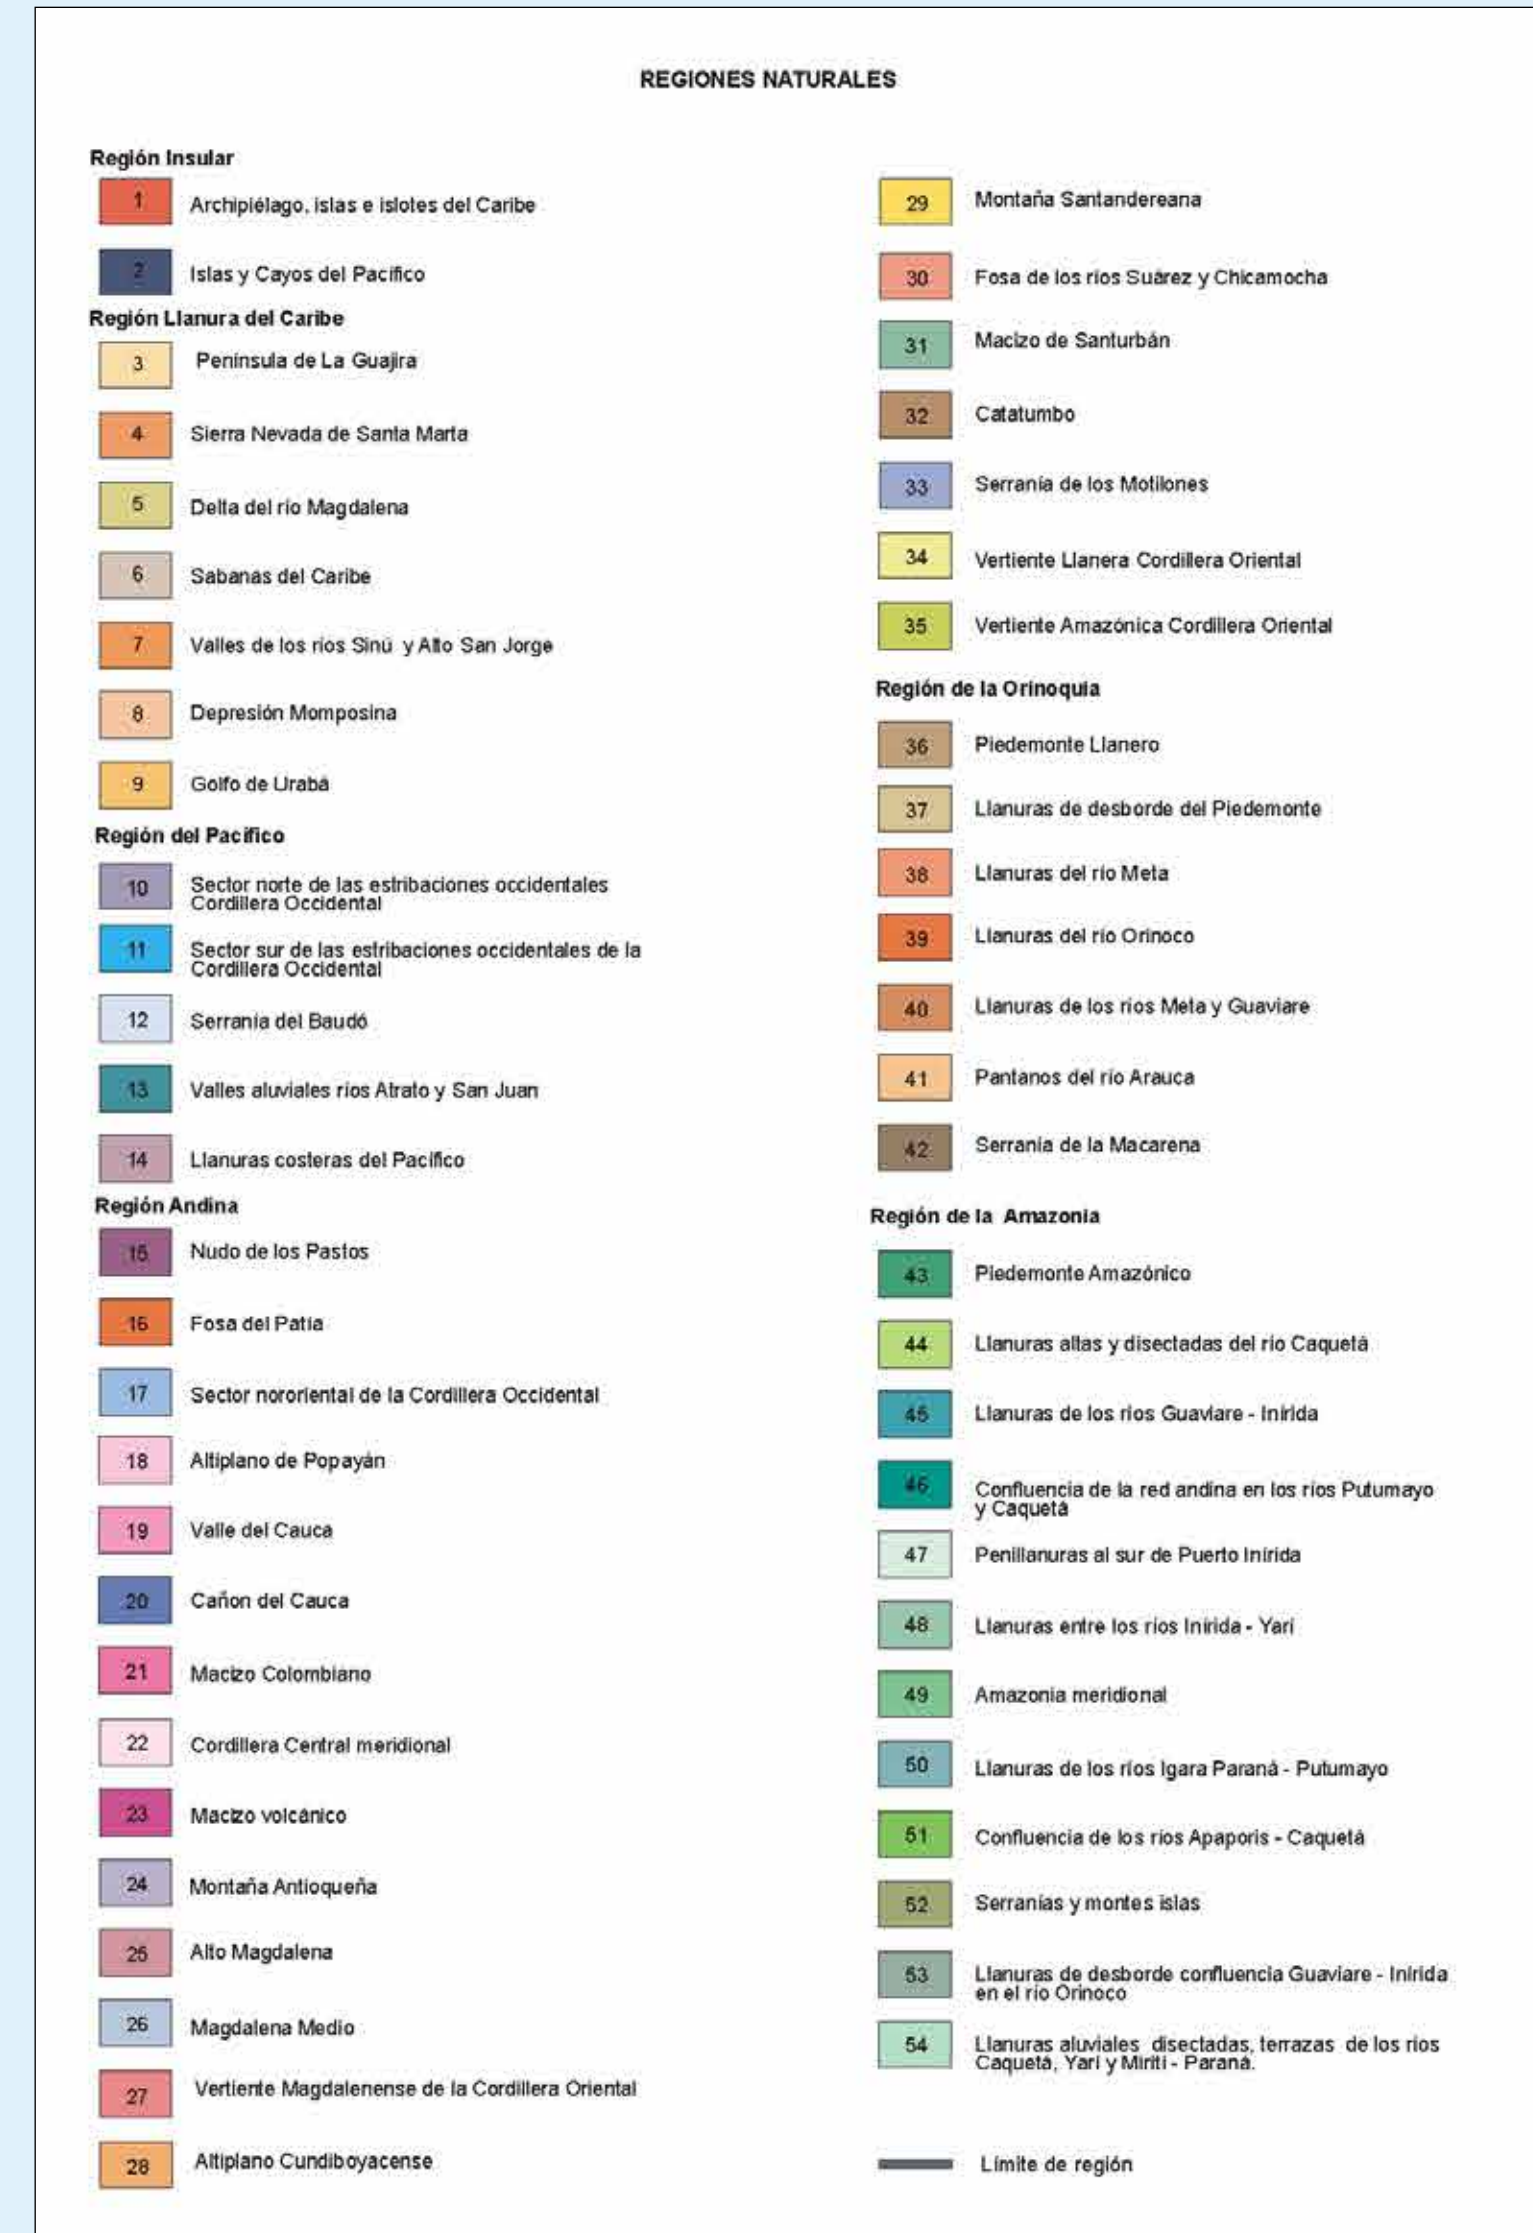 REGIONES NATURALES
Región Insular
1
Archipiélago, islas e islotes del Caribe
2
Islas y Cayos del Pacífico
Región Llanura del Caribe
3
Península de La Guajira
4
Sierra Nevada de Santa Marta
5
Delta del río Magdalena
6
Sabanas del Caribe
7
Valles de los ríos Sinú y Alto San Jorge
8
Depresión Momposina
9
Golfo de Urabá
Región del Pacífico
10
Sector norte de las estribaciones occidentales
Cordillera Occidental
11
Sector sur de las estribaciones occidentales de la
Cordillera Occidental
12
Serranía del Baudó
13
Valles aluviales ríos Atrato y San Juan
14
Llanuras costeras del Pacífico
Región Andina
15
Nudo de los Pastos
16
Fosa del Patía
17
Sector nororiental de la Cordillera Occidental
18
Altiplano de Popayán
19
Valle del Cauca
20
Cañon del Cauca
21
Macizo Colombiano
22
Cordillera Central meridional
23
Macizo volcánico
24
Montaña Antioqueña
25
Alto Magdalena
26
Magdalena Medio
27
Vertiente Magdalenense de la Cordillera Oriental
28
Altiplano Cundiboyacense
29
Montaña Santandereana
30
Fosa de los ríos Suárez y Chicamocha
31
Macizo de Santurbán
32
Catatumbo
33
Serranía de los Motilones
34
Vertiente Llanera Cordillera Oriental
35
Vertiente Amazónica Cordillera Oriental
Región de la Orinoquia
36
Piedemonte Llanero
37
Llanuras de desborde del Piedemonte
38
Llanuras del río Meta
39
Llanuras del río Orinoco
40
Llanuras de los ríos Meta y Guaviare
41
Pantanos del río Arauca
42
Serranía de la Macarena
Región de la Amazonia
43
Piedemonte Amazónico
44
Llanuras altas y disectadas del río Caquetá
45
Llanuras de los ríos Guaviare - Inírida
46
Confluencia de la red andina en los ríos Putumayo
y Caquetá
47
Penillanuras al sur de Puerto Inírida
48
Llanuras entre los ríos Inírida - Yarí
49
Amazonia meridional
50
Llanuras de los ríos Igara Paraná - Putumayo
51
Confluencia de los ríos Apaporis - Caquetá
52
Serranías y montes islas
53
Llanuras de desborde confluencia Guaviare - Inírida
en el río Orinoco
54
Llanuras aluviales disectadas, terrazas de los ríos
Caquetá, Yarí y Miriti - Paraná.
Límite de región